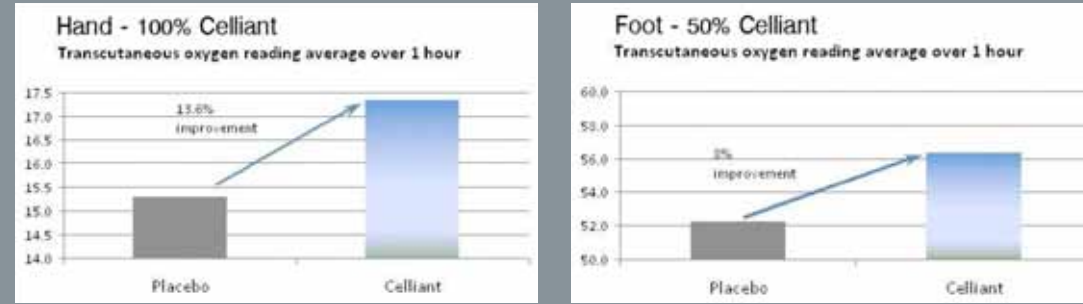 Hand - 100% Celliant
Transcutaneous oxygen reading average over 1 hour
17.5
17.0
16.5
16.0
15.5
15.0
14.5
14.0
13.6%
improvement
Placebo
Celliant
Foot - 50% Celliant
Transcutaneous oxygen reading average over 1 hour
60.0
58.0
56.0
54.0
52.0
50.0
8%
improvement
Placebo
Celliant